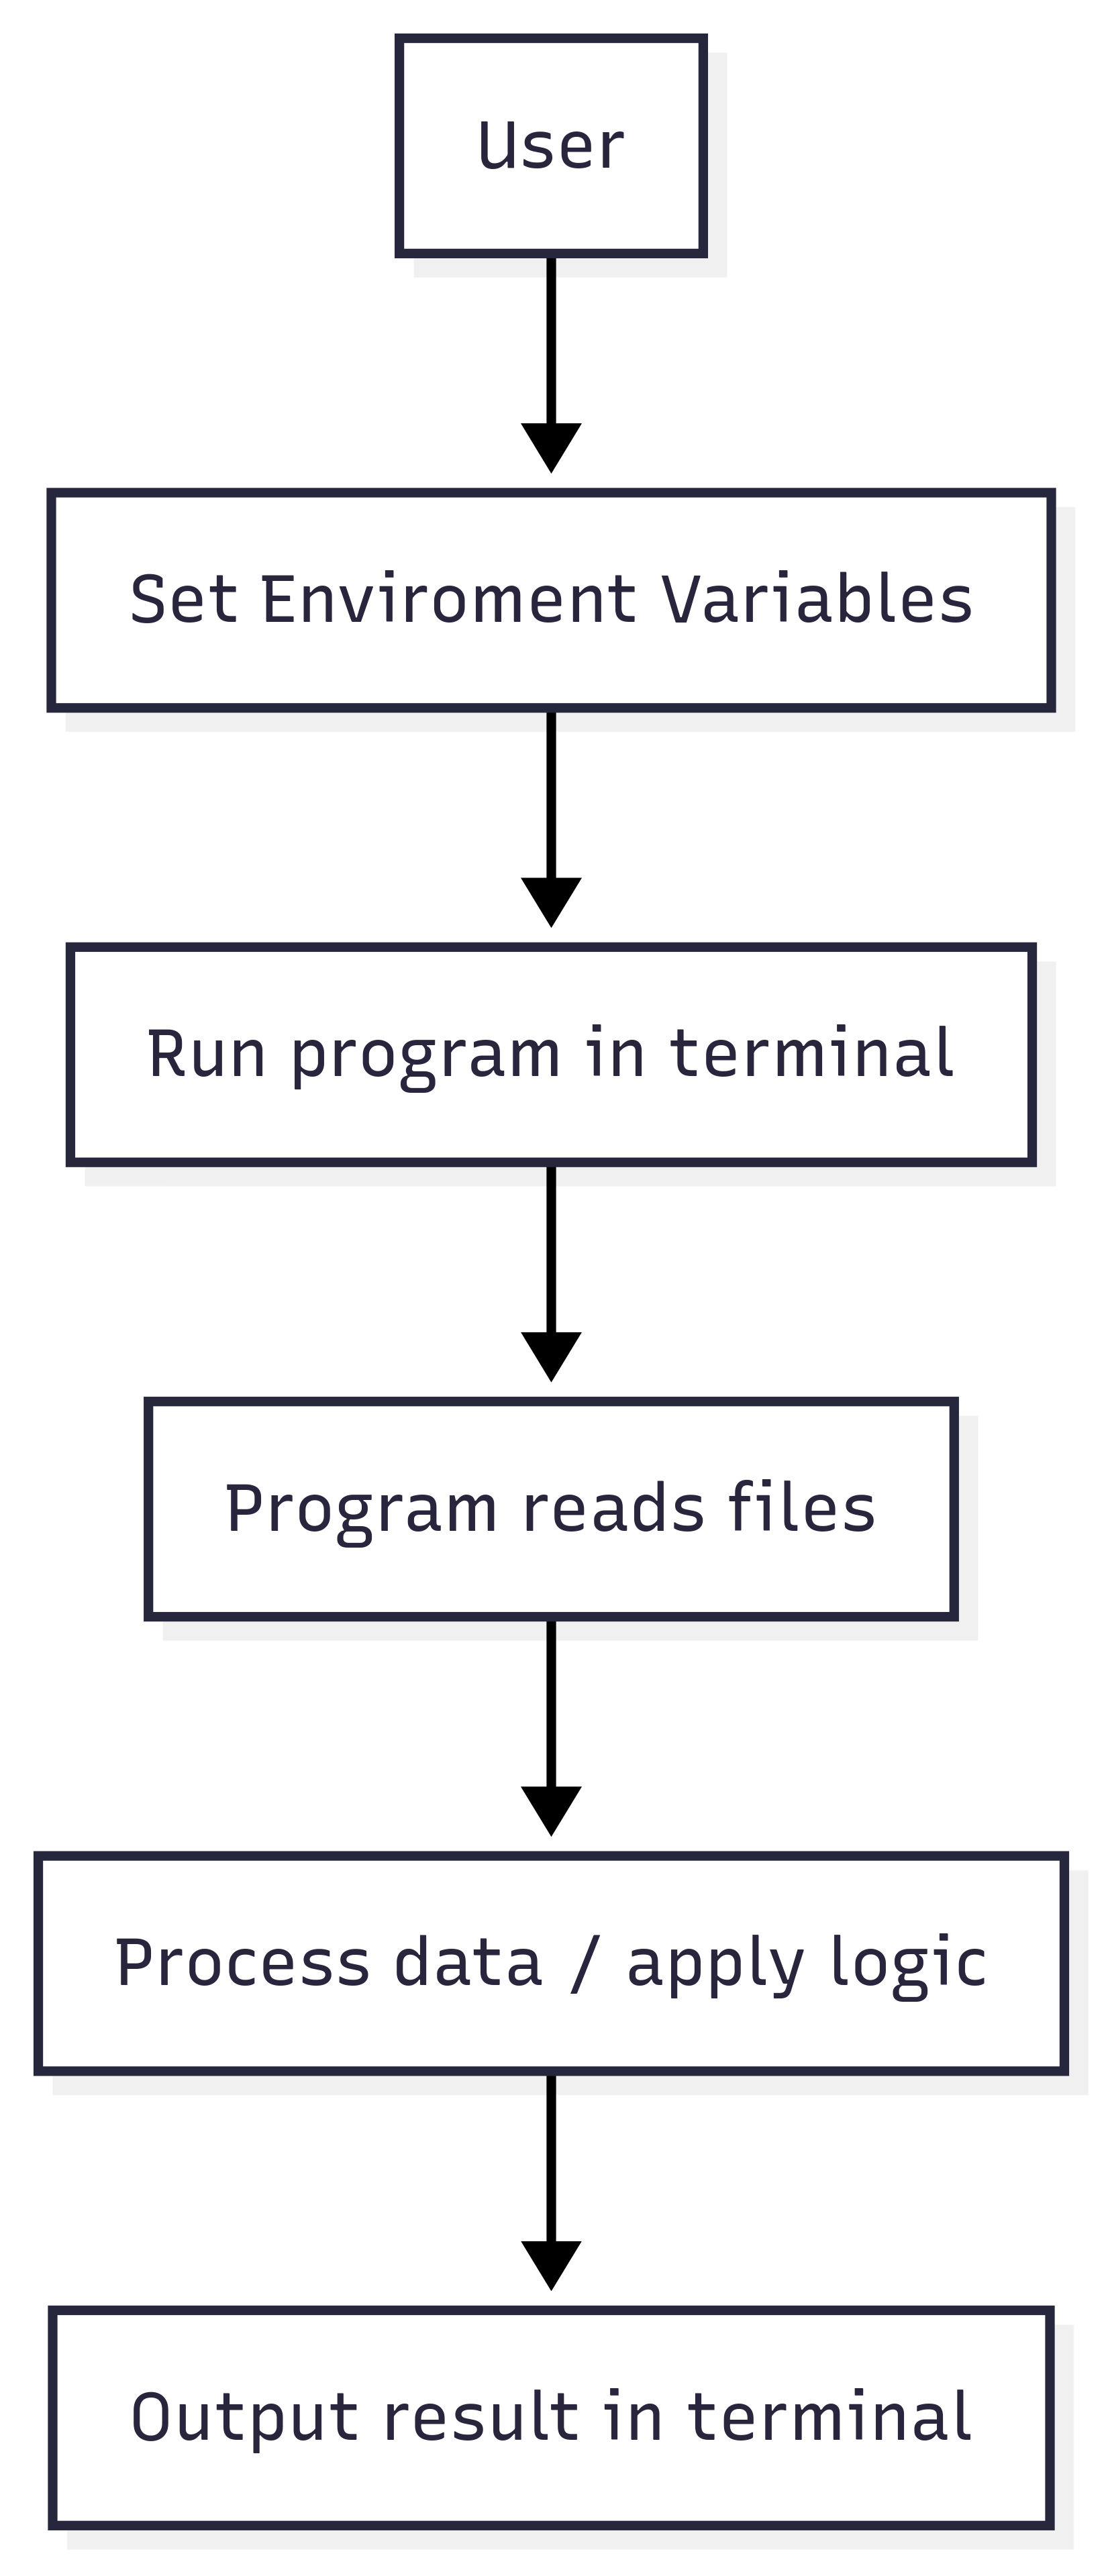 User
Set Enviroment Variables
Run program in terminal
Program reads files
Process data / apply logic
Output result in terminal